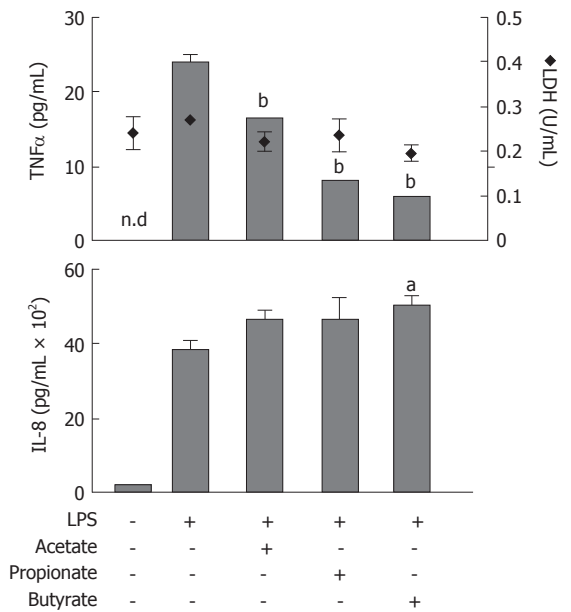 30
20
10
0
TNFα (pg/mL)
n.d
b
b
b
0.5
0.4
0.3
0.2
0.1
0
◆LDH (U/mL)
60
40
20
0
IL-8 (pg/mL × 10²)
a
LPS - + + + +
Acetate - - + - -
Propionate - - - + -
Butyrate - - - - +